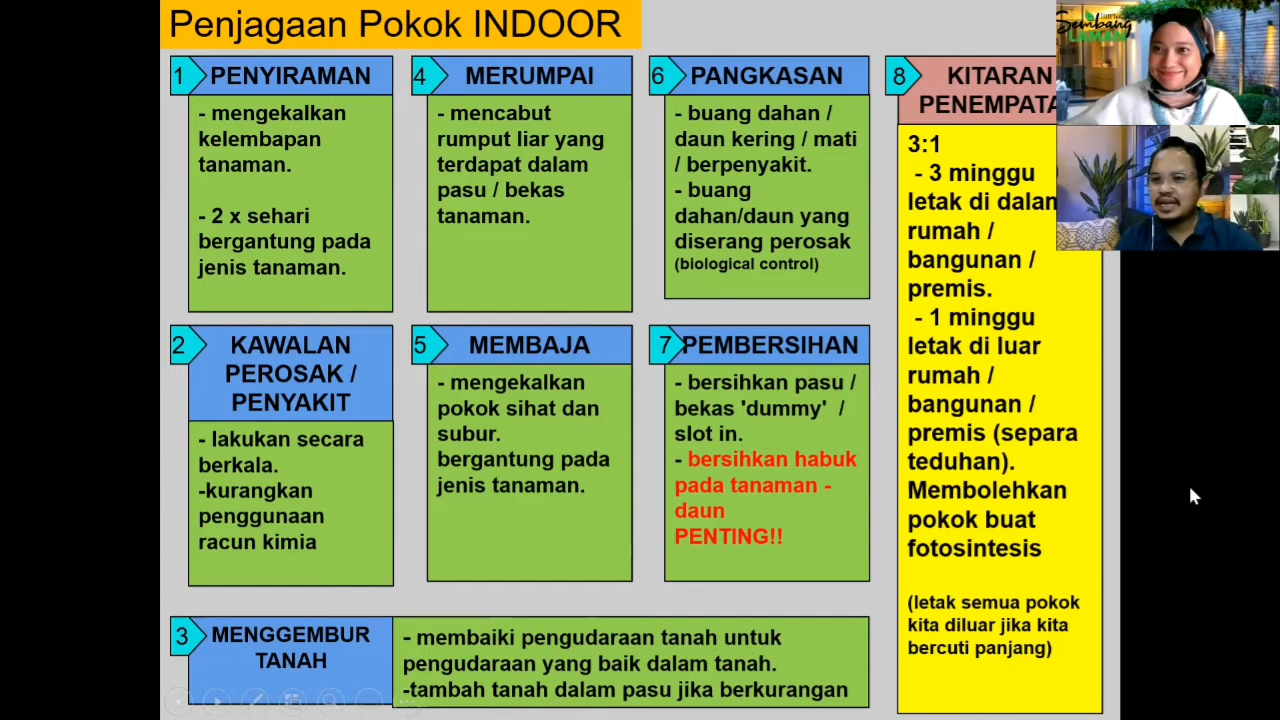 Penjagaan Pokok INDOOR
1 PENYIRAMAN
- mengekalkan
kelembapan
tanaman.
- 2 x sehari
bergantung pada
jenis tanaman.
2 KAWALAN
PEROSAK /
PENYAKIT
- lakukan secara
berkala.
-kurangkan
penggunaan
racun kimia
3 MENGGEMBUR
TANAH
- membaiki pengudaraan tanah untuk
pengudaraan yang baik dalam tanah.
-tambah tanah dalam pasu jika berkurangan
4 MERUMPAI
- mencabut
rumput liar yang
terdapat dalam
pasu / bekas
tanaman.
5 MEMBAJA
- mengekalkan
pokok sihat dan
subur.
bergantung pada
jenis tanaman.
6 PANGKASAN
- buang dahan /
daun kering / mati
/ berpenyakit.
- buang
dahan/daun yang
diserang perosak
(biological control)
7 PEMBERSIHAN
- bersihkan pasu /
bekas 'dummy' /
slot in.
- bersihkan habuk
pada tanaman -
daun
PENTING!!
8 KITARAN
PENEMPATA
3:1
- 3 minggu
letak di dalam
rumah /
bangunan /
premis.
- 1 minggu
letak di luar
rumah /
bangunan /
premis (separa
teduhan).
Membolehkan
pokok buat
fotosintesis
(letak semua pokok
kita diluar jika kita
bercuti panjang)
Sembang
LAMAN